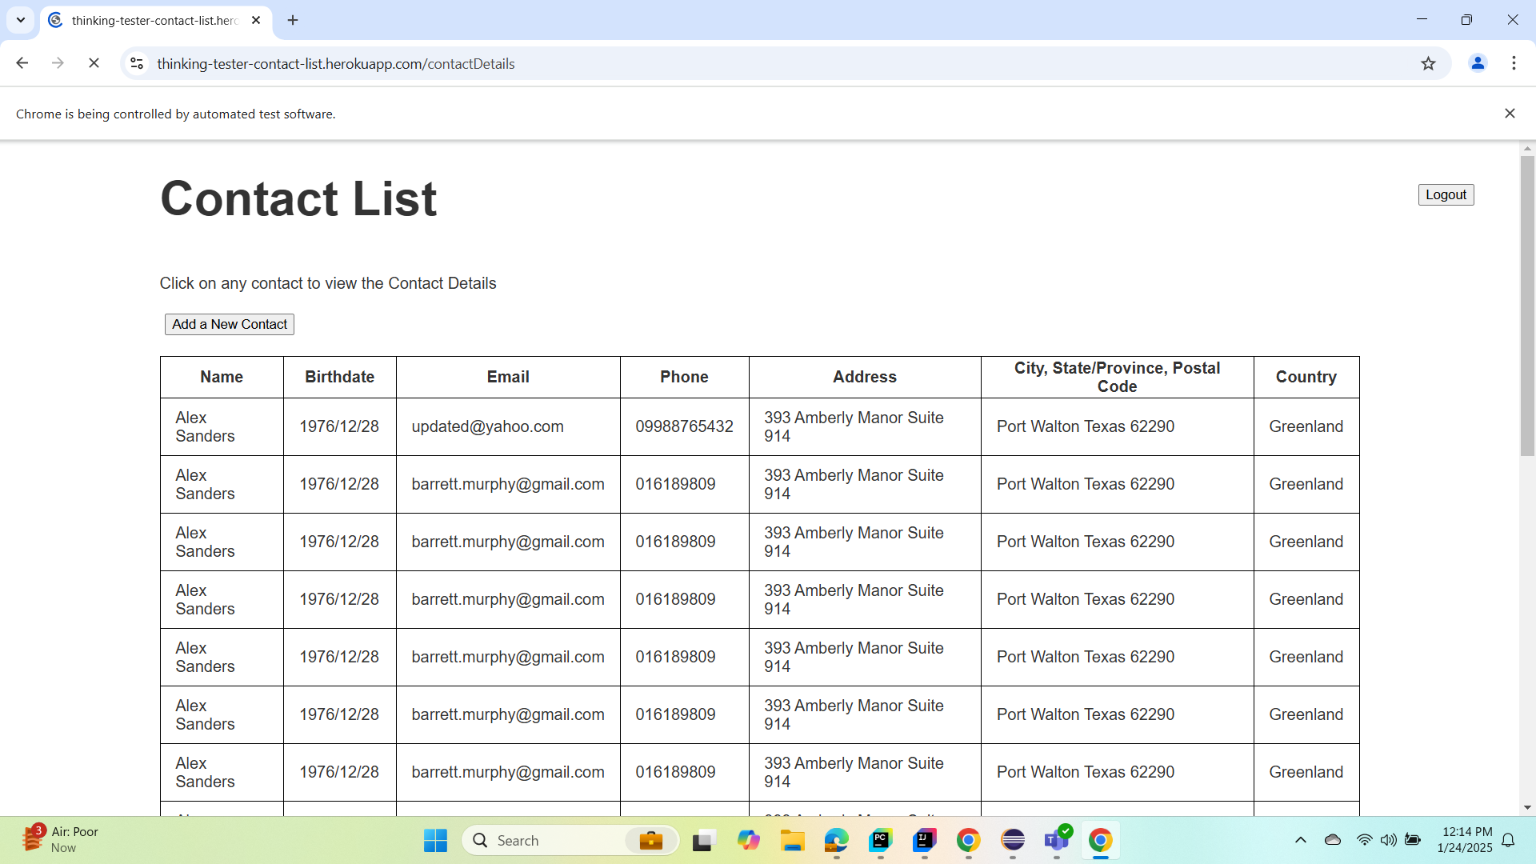 thinking-tester-contact-list.herc
thinking-tester-contact-list.herokuapp.com/contactDetails
Chrome is being controlled by automated test software.
Contact List
Logout
Click on any contact to view the Contact Details
Add a New Contact
Name Birthdate Email Phone Address City, State/Province, Postal Code Country
Alex Sanders 1976/12/28 updated@yahoo.com 09988765432 393 Amberly Manor Suite 914 Port Walton Texas 62290 Greenland
Alex Sanders 1976/12/28 barrett.murphy@gmail.com 016189809 393 Amberly Manor Suite 914 Port Walton Texas 62290 Greenland
Alex Sanders 1976/12/28 barrett.murphy@gmail.com 016189809 393 Amberly Manor Suite 914 Port Walton Texas 62290 Greenland
Alex Sanders 1976/12/28 barrett.murphy@gmail.com 016189809 393 Amberly Manor Suite 914 Port Walton Texas 62290 Greenland
Alex Sanders 1976/12/28 barrett.murphy@gmail.com 016189809 393 Amberly Manor Suite 914 Port Walton Texas 62290 Greenland
Alex Sanders 1976/12/28 barrett.murphy@gmail.com 016189809 393 Amberly Manor Suite 914 Port Walton Texas 62290 Greenland
Alex Sanders 1976/12/28 barrett.murphy@gmail.com 016189809 393 Amberly Manor Suite 914 Port Walton Texas 62290 Greenland
3 Air: Poor
Now
Search
PC
IJ
12:14 PM
1/24/2025